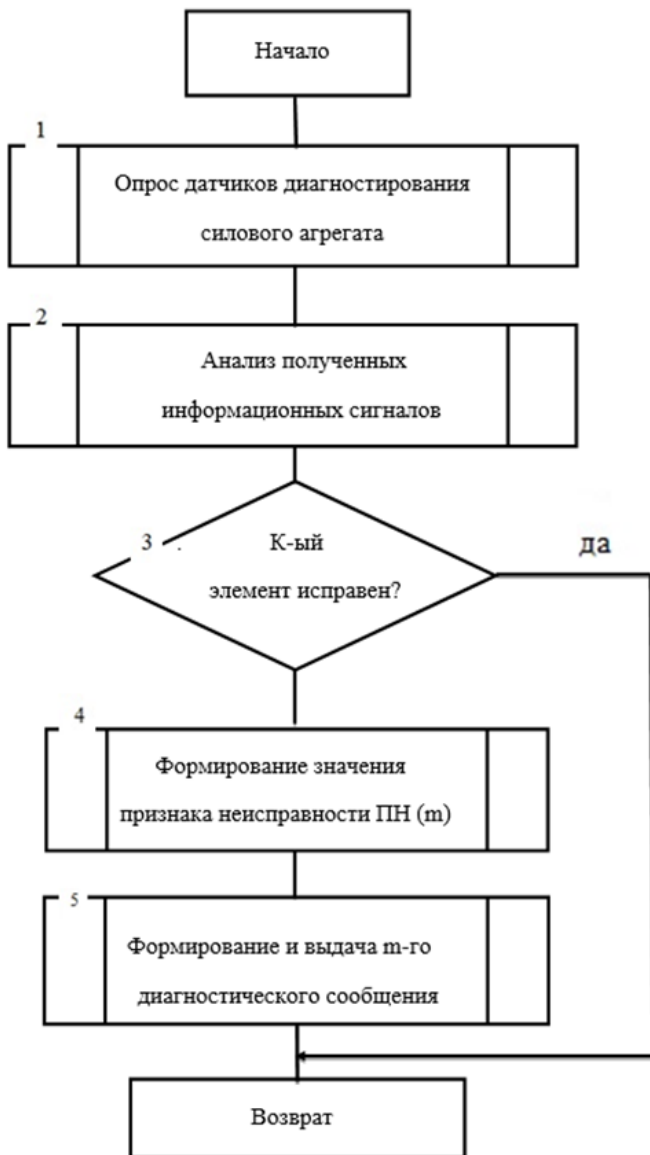 Начало
1
Опрос датчиков диагностирования
силового агрегата
2
Анализ полученных
информационных сигналов
3
К-ый
элемент исправен?
да
4
Формирование значения
признака неисправности ПН (m)
5
Формирование и выдача m-го
диагностического сообщения
Возврат